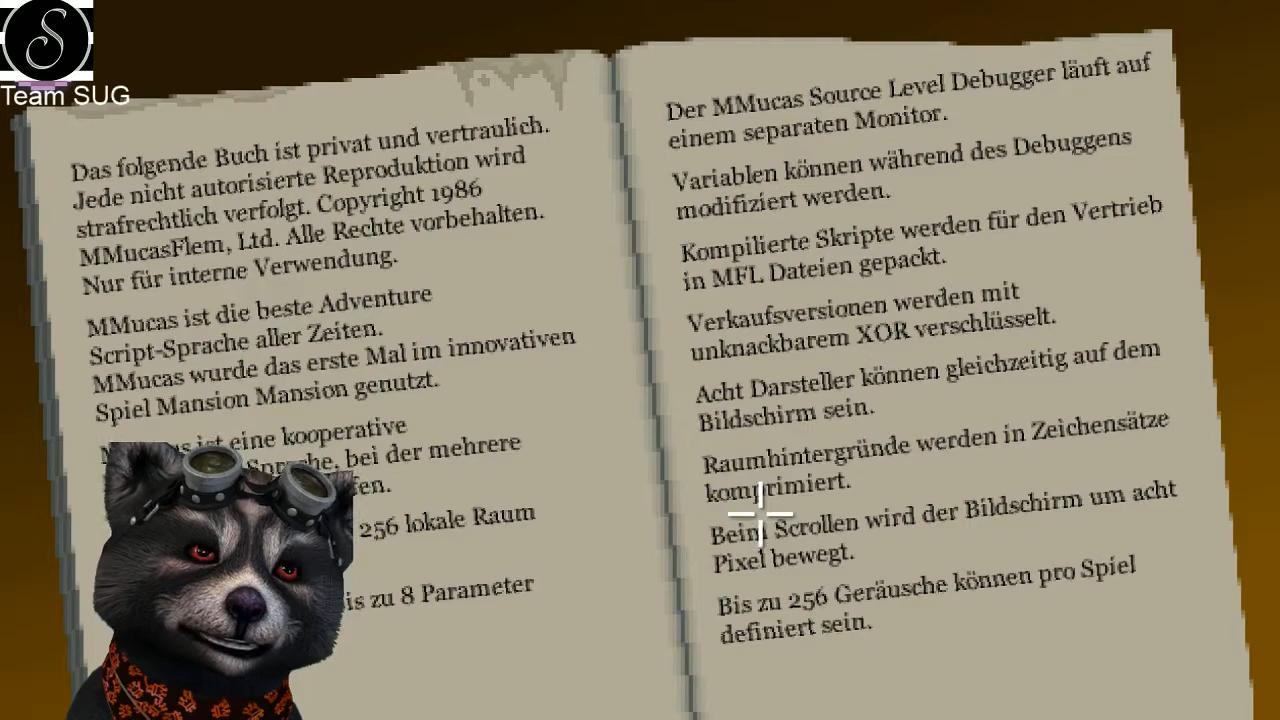 S
Team SUG
Das folgende Buch ist privat und vertraulich.
Jede nicht autorisierte Reproduktion wird
strafrechtlich verfolgt. Copyright 1986
MMucasFlem, Ltd. Alle Rechte vorbehalten.
Nur für interne Verwendung.
MMucas ist die beste Adventure
Script-Sprache aller Zeiten.
MMucas wurde das erste Mal im innovativen
Spiel Mansion Mansion genutzt.
ist eine kooperative
bei der mehrere
256 lokale Raum
zu 8 Parameter
Der MMucas Source Level Debugger läuft auf
einem separaten Monitor.
Variablen können während des Debuggens
modifiziert werden.
Kompilierte Skripte werden für den Vertrieb
in MFL Dateien gepackt.
Verkaufsversionen werden mit
unknackbarem XOR verschlüsselt.
Acht Darsteller können gleichzeitig auf dem
Bildschirm sein.
Raumhintergründe werden in Zeichensätze
komprimiert.
Beim Scrollen wird der Bildschirm um acht
Pixel bewegt.
Bis zu 256 Geräusche können pro Spiel
definiert sein.